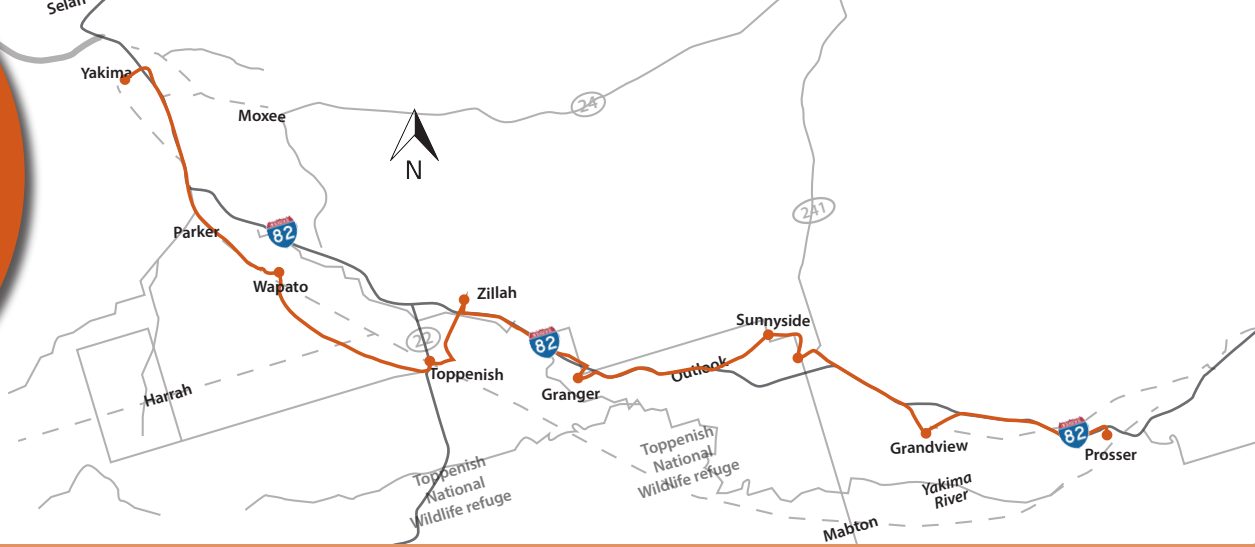 Selah
Yakima
24
Moxee
N
241
Parker
82
Wapato
Zillah
Sunnyside
22
82
Toppenish
Outlook
Harrah
Granger
Toppenish
National
Wildlife refuge
Toppenish
National
Wildlife refuge
Grandview
82
Prosser
Yakima
River
Mabton